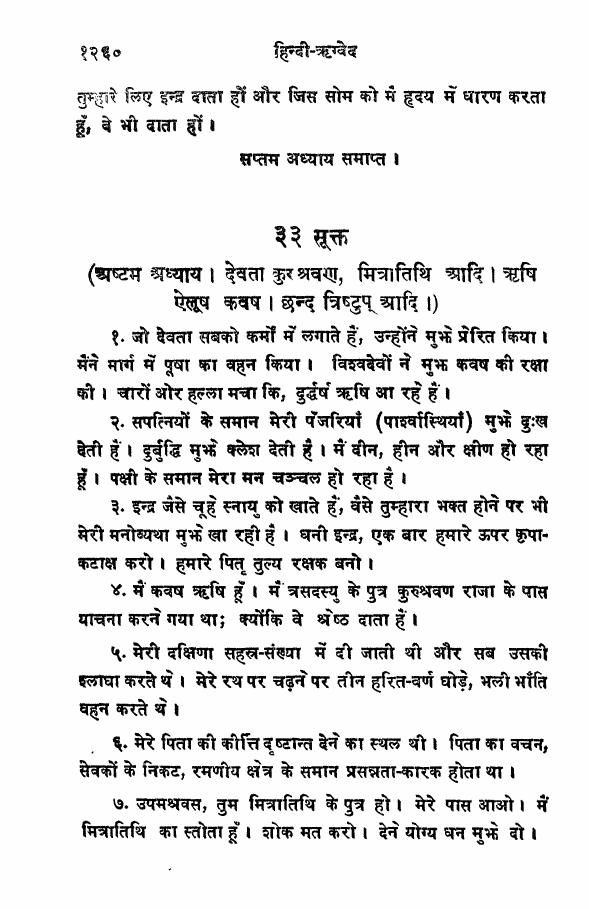 १२६० हिन्दी-ऋग्वेद
तुम्हारे लिए इन्द्र दाता हों और जिस सोम को मैं हृदय में धारण करता
हूँ, वे भी दाता हों ।
सप्तम अध्याय समाप्त ।
३३ सूक्त
(अष्टम अध्याय । देवता कुरुश्रवण, मित्रातिथि आदि । ऋषि
ऐलूष कवष । छन्द त्रिष्टुप् आदि ।)
१. जो देवता सबको कर्मों में लगाते हैं, उन्होंने मुझे प्रेरित किया ।
मैंने मार्ग में पूषा का वहन किया । विश्वदेवों ने मुझ कवष की रक्षा
की । चारों ओर हल्ला मचा कि, दुर्द्धर्ष ऋषि आ रहे हैं ।
२. सपत्नियों के समान मेरी पँजरियाँ (पार्श्वास्थियाँ) मुझे दुःख
देती हैं । दुर्बुद्धि मुझे क्लेश देती है । मैं दीन, हीन और क्षीण हो रहा
हूँ । पक्षी के समान मेरा मन चञ्चल हो रहा है ।
३. इन्द्र जैसे चूहे स्नायु को खाते हैं, वैसे तुम्हारा भक्त होने पर भी
मेरी मनोव्यथा मुझे खा रही है । धनी इन्द्र, एक बार हमारे ऊपर कृपा-
कटाक्ष करो । हमारे पितृ तुल्य रक्षक बनो ।
४. मैं कवष ऋषि हूँ । मैं त्रसदस्यु के पुत्र कुरुश्रवण राजा के पास
याचना करने गया था; क्योंकि वे श्रेष्ठ दाता हैं ।
५. मेरी दक्षिणा सहस्र-संख्या में दी जाती थी और सब उसकी
श्लाघा करते थे । मेरे रथ पर चढ़ने पर तीन हरित-वर्ण घोड़े, भली भाँति
वहन करते थे ।
६. मेरे पिता की कीर्त्ति दृष्टान्त देने का स्थल थी । पिता का वचन,
सेवकों के निकट, रमणीय क्षेत्र के समान प्रसन्नता-कारक होता था ।
७. उपमश्रवस, तुम मित्रातिथि के पुत्र हो । मेरे पास आओ । मैं
मित्रातिथि का स्तोता हूँ । शोक मत करो । देने योग्य धन मुझे दो ।